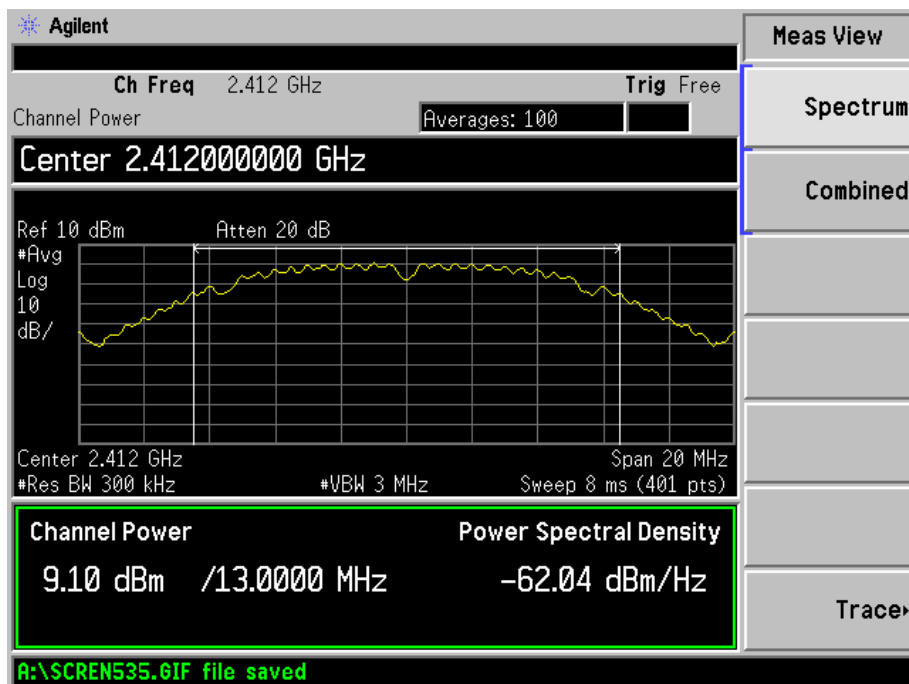 Agilent
Meas View
Ch Freq 2.412 GHz Trig Free
Channel Power Averages: 100
Spectrum
Center 2.412000000 GHz
Combined
Ref 10 dBm Atten 20 dB
#Avg
Log
10
dB/
Center 2.412 GHz Span 20 MHz
#Res BW 300 kHz #VBW 3 MHz Sweep 8 ms (401 pts)
Channel Power Power Spectral Density
9.10 dBm /13.0000 MHz -62.04 dBm/Hz
Trace
A:\SCREN535.GIF file saved